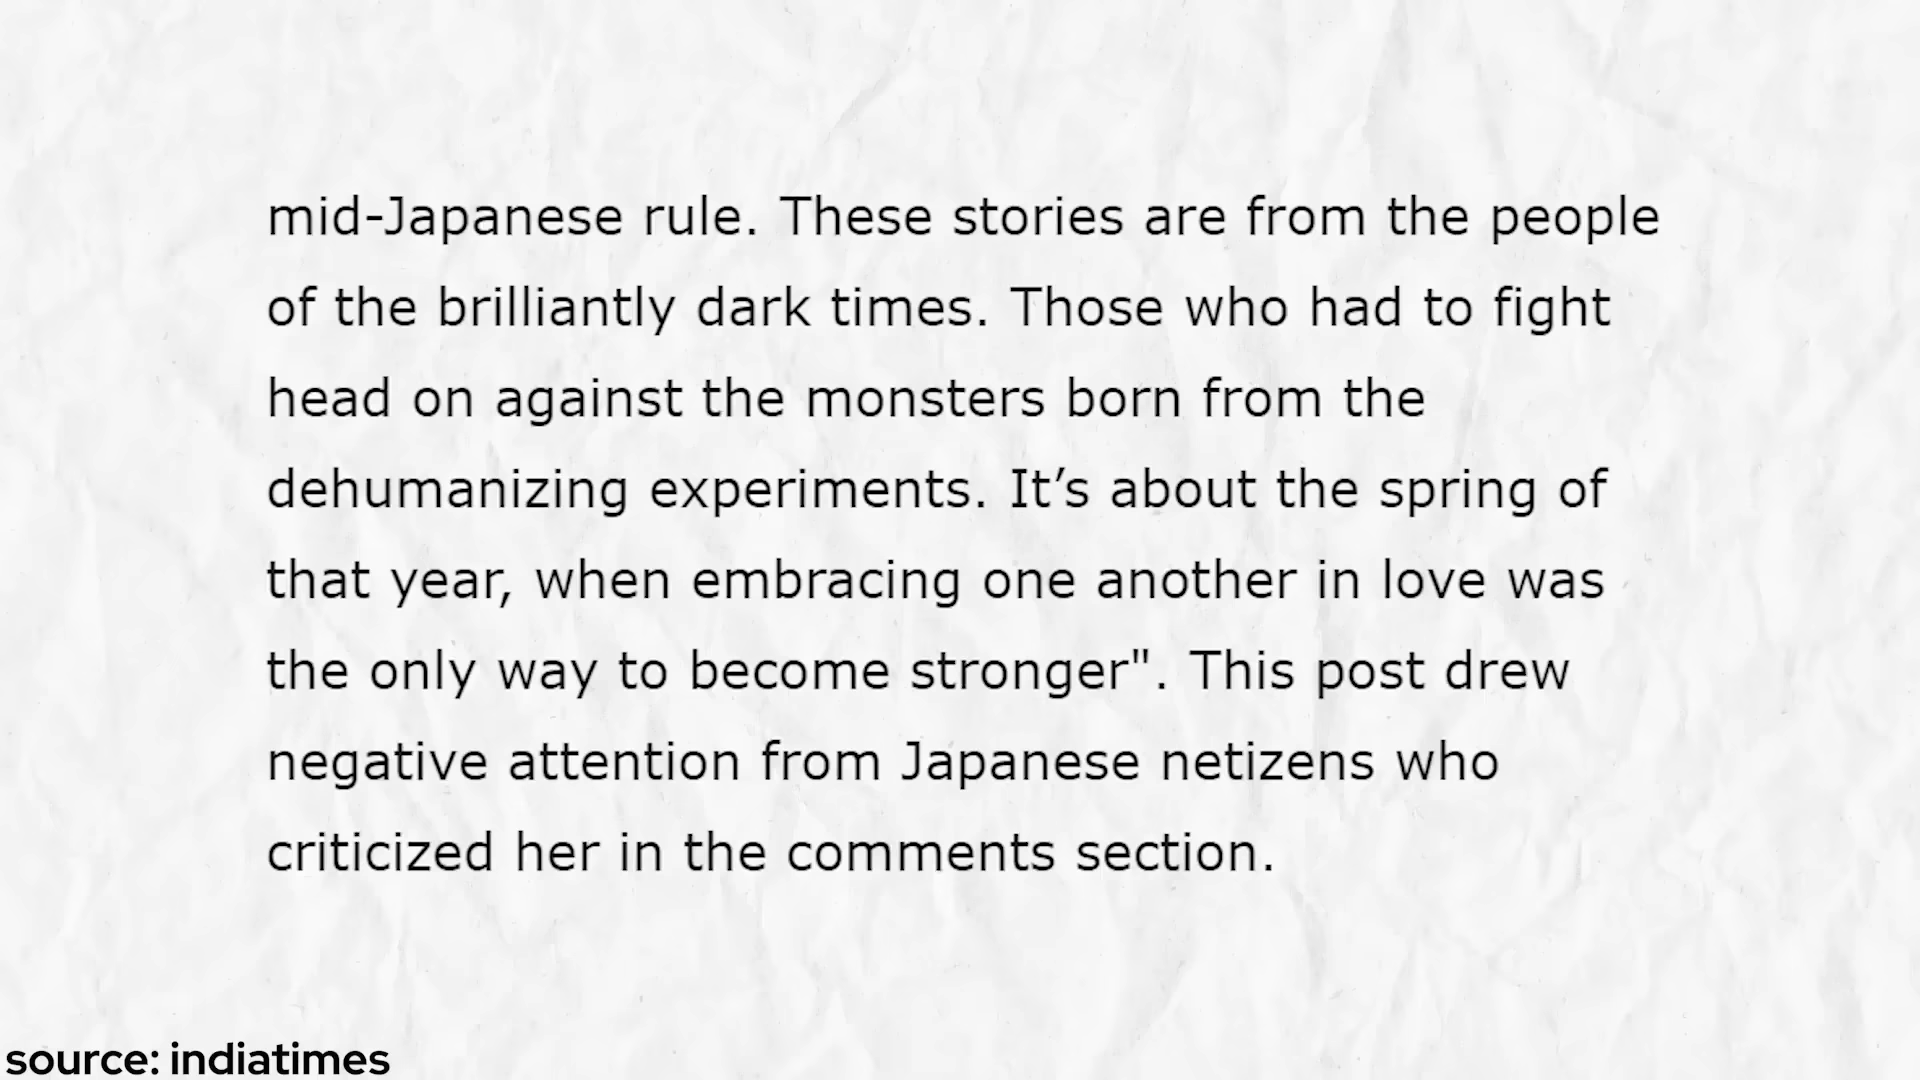 mid-Japanese rule. These stories are from the people
of the brilliantly dark times. Those who had to fight
head on against the monsters born from the
dehumanizing experiments. It’s about the spring of
that year, when embracing one another in love was
the only way to become stronger". This post drew
negative attention from Japanese netizens who
criticized her in the comments section.
source: indiatimes